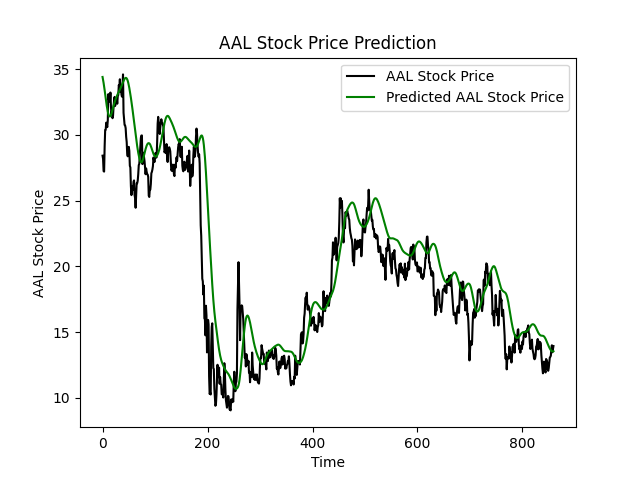 AAL Stock Price Prediction
AAL Stock Price
Predicted AAL Stock Price
35
30
25
20
15
10
AAL Stock Price
0 200 400 600 800
Time